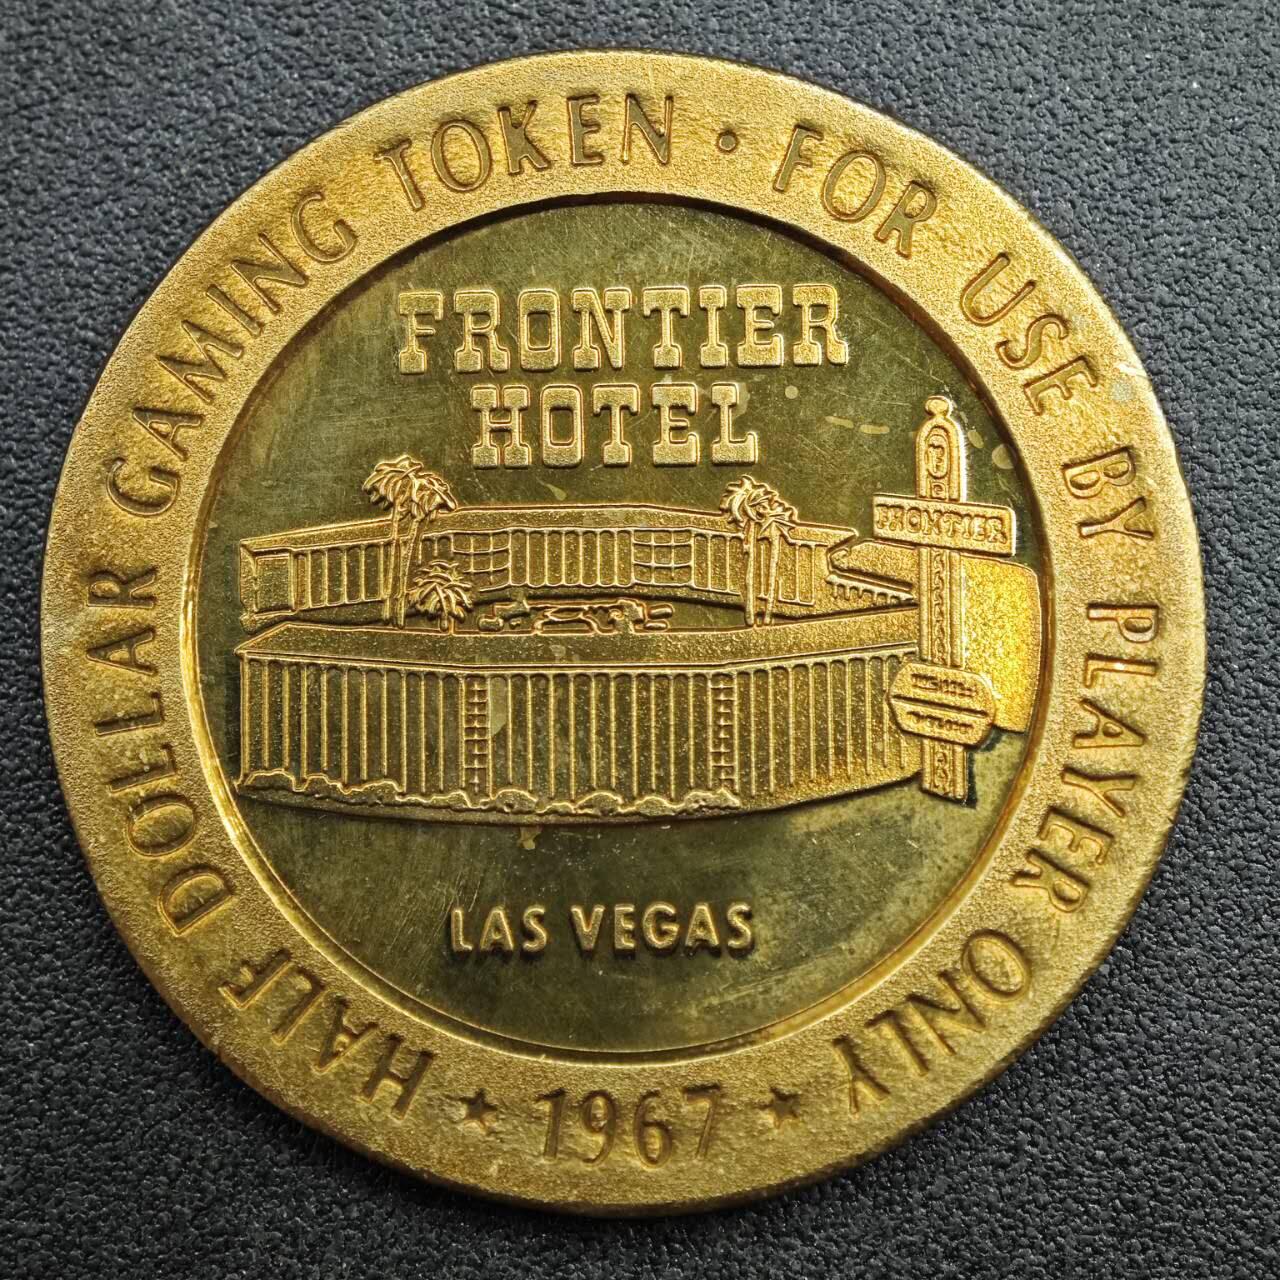 HALF DOLLAR GAMING TOKEN · FOR USE BY PLAYER ONLY
FRONTIER
HOTEL
FRONTIER
LAS VEGAS
★ 1967 ★